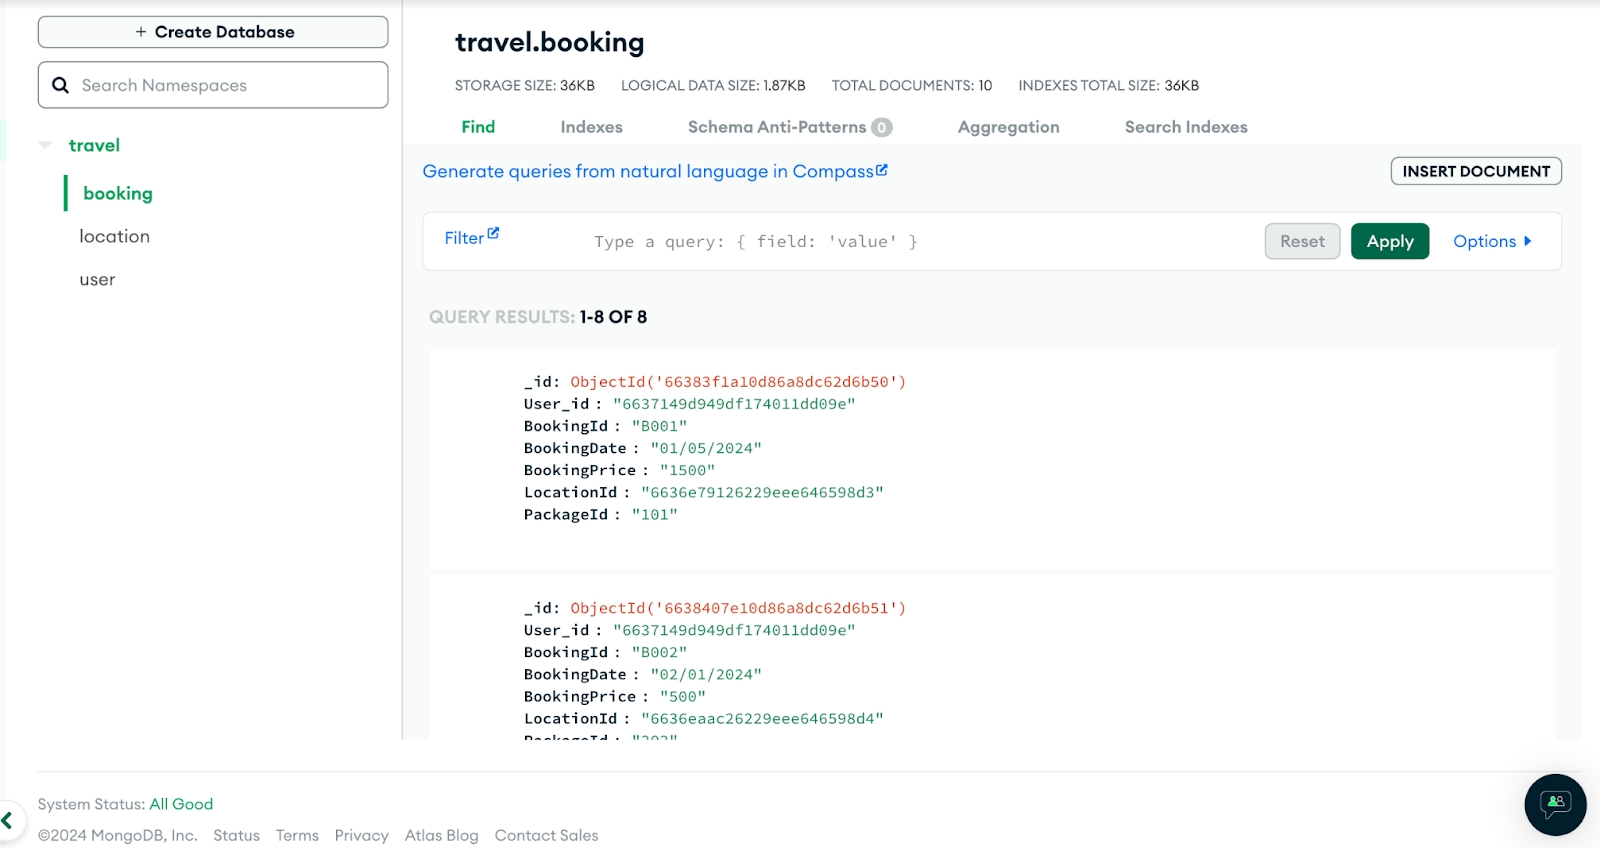 + Create Database
Search Namespaces
travel
booking
location
user
travel.booking
STORAGE SIZE: 36KB LOGICAL DATA SIZE: 1.87KB TOTAL DOCUMENTS: 10 INDEXES TOTAL SIZE: 36KB
Find Indexes Schema Anti-Patterns 0 Aggregation Search Indexes
Generate queries from natural language in Compass
INSERT DOCUMENT
Filter Type a query: { field: 'value' } Reset Apply Options
QUERY RESULTS: 1-8 OF 8
_id: ObjectId('66383f1a10d86a8dc62d6b50')
User_id : "6637149d949df174011dd09e"
BookingId : "B001"
BookingDate : "01/05/2024"
BookingPrice : "1500"
LocationId : "6636e79126229eee646598d3"
PackageId : "101"
_id: ObjectId('6638407e10d86a8dc62d6b51')
User_id : "6637149d949df174011dd09e"
BookingId : "B002"
BookingDate : "02/01/2024"
BookingPrice : "500"
LocationId : "6636eaac26229eee646598d4"
PackageId :
System Status: All Good
©2024 MongoDB, Inc. Status Terms Privacy Atlas Blog Contact Sales